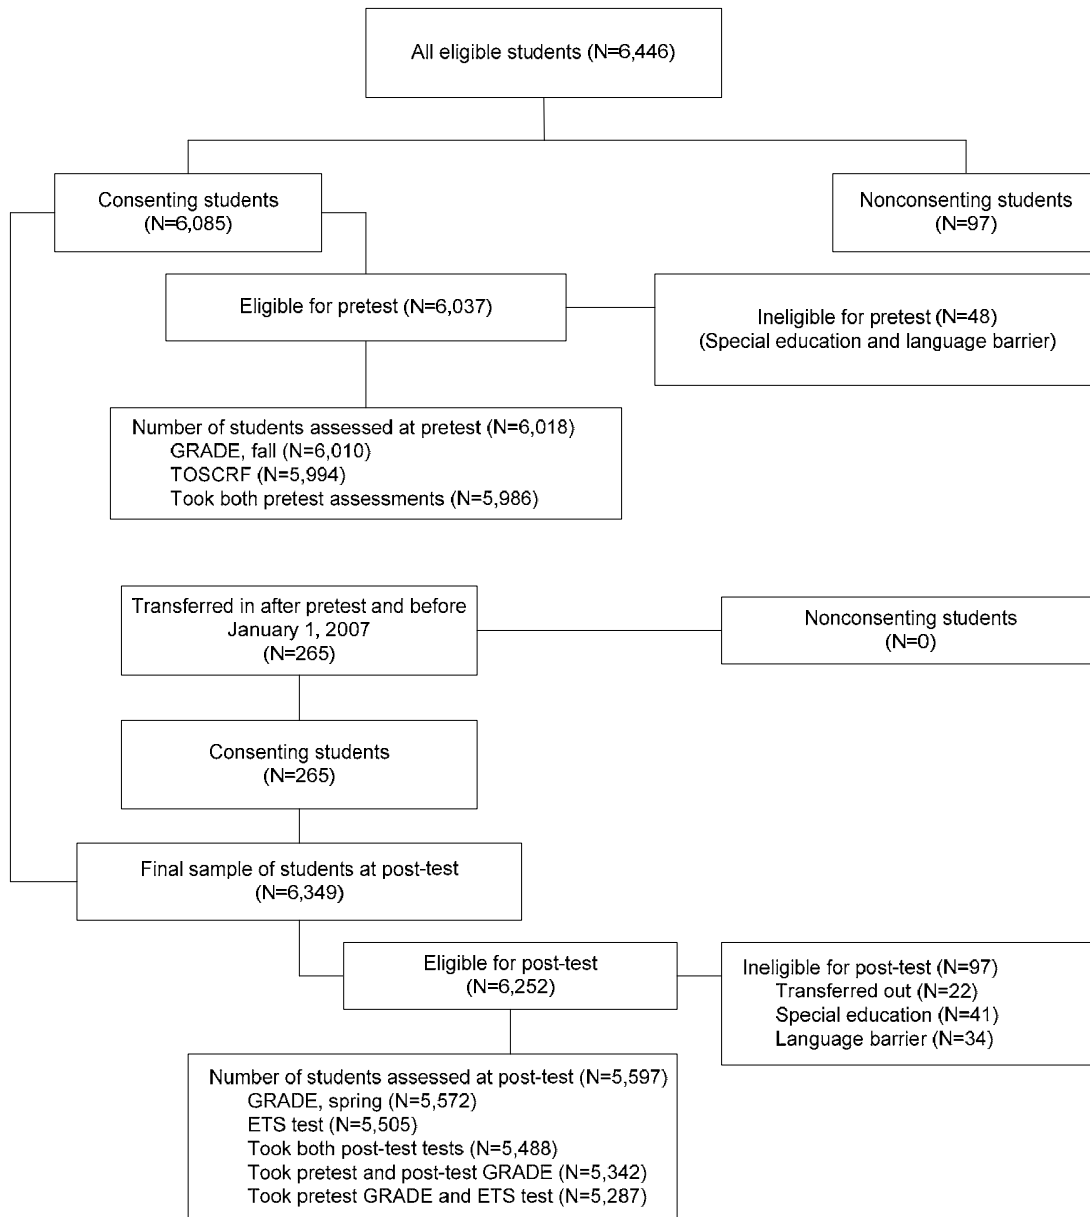 All eligible students (N=6,446)
Consenting students
(N=6,085)
Nonconsenting students
(N=97)
Eligible for pretest (N=6,037)
Ineligible for pretest (N=48)
(Special education and language barrier)
Number of students assessed at pretest (N=6,018)
GRADE, fall (N=6,010)
TOSCRF (N=5,994)
Took both pretest assessments (N=5,986)
Transferred in after pretest and before
January 1, 2007
(N=265)
Nonconsenting students
(N=0)
Consenting students
(N=265)
Final sample of students at post-test
(N=6,349)
Eligible for post-test
(N=6,252)
Ineligible for post-test (N=97)
Transferred out (N=22)
Special education (N=41)
Language barrier (N=34)
Number of students assessed at post-test (N=5,597)
GRADE, spring (N=5,572)
ETS test (N=5,505)
Took both post-test tests (N=5,488)
Took pretest and post-test GRADE (N=5,342)
Took pretest GRADE and ETS test (N=5,287)